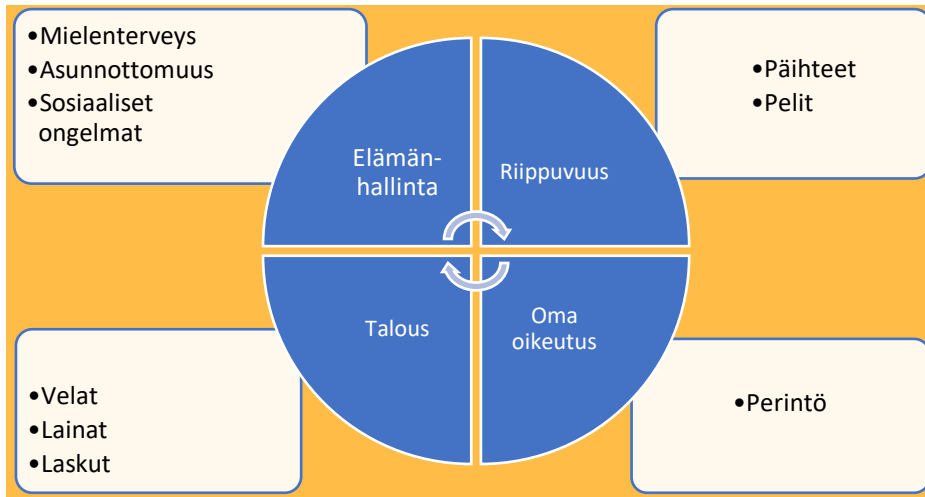 •Mielenterveys
•Asunnottomuus
•Sosiaaliset
ongelmat
•Päihteet
•Pelit
Elämän-
hallinta
Riippuvuus
Talous
Oma
oikeutus
•Velat
•Lainat
•Laskut
•Perintö